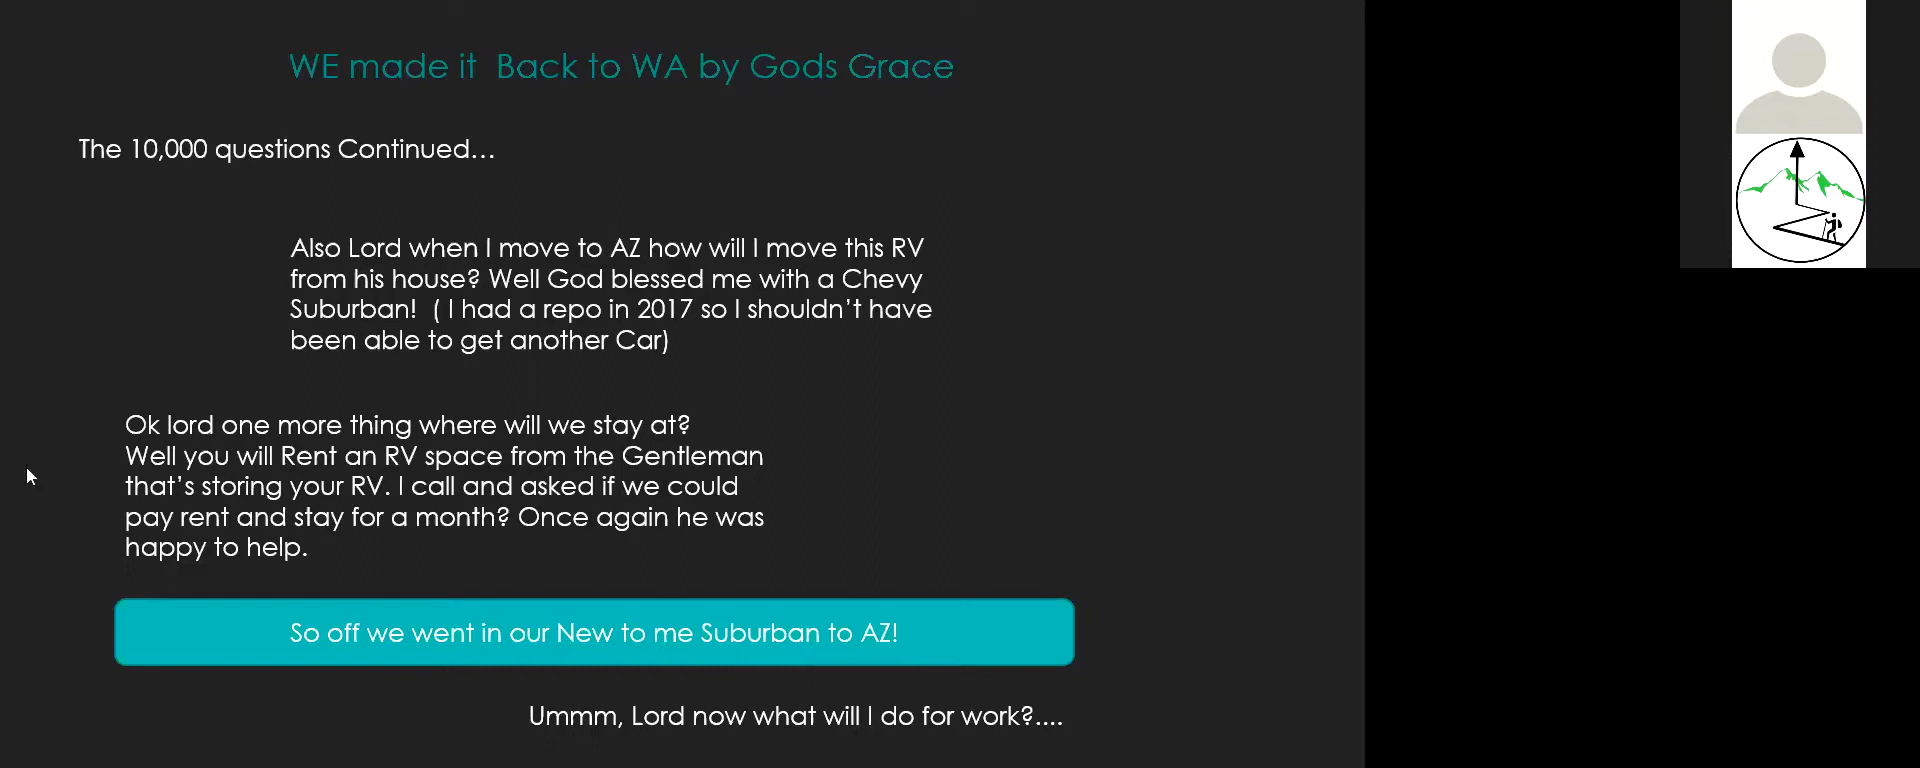 WE made it  Back to WA by Gods Grace
The 10,000 questions Continued…
Also Lord when I move to AZ how will I move this RV
from his house? Well God blessed me with a Chevy
Suburban!  ( I had a repo in 2017 so I shouldn’t have
been able to get another Car)
Ok lord one more thing where will we stay at?
Well you will Rent an RV space from the Gentleman
that’s storing your RV. I call and asked if we could
pay rent and stay for a month? Once again he was
happy to help.
So off we went in our New to me Suburban to AZ!
Ummm, Lord now what will I do for work?....